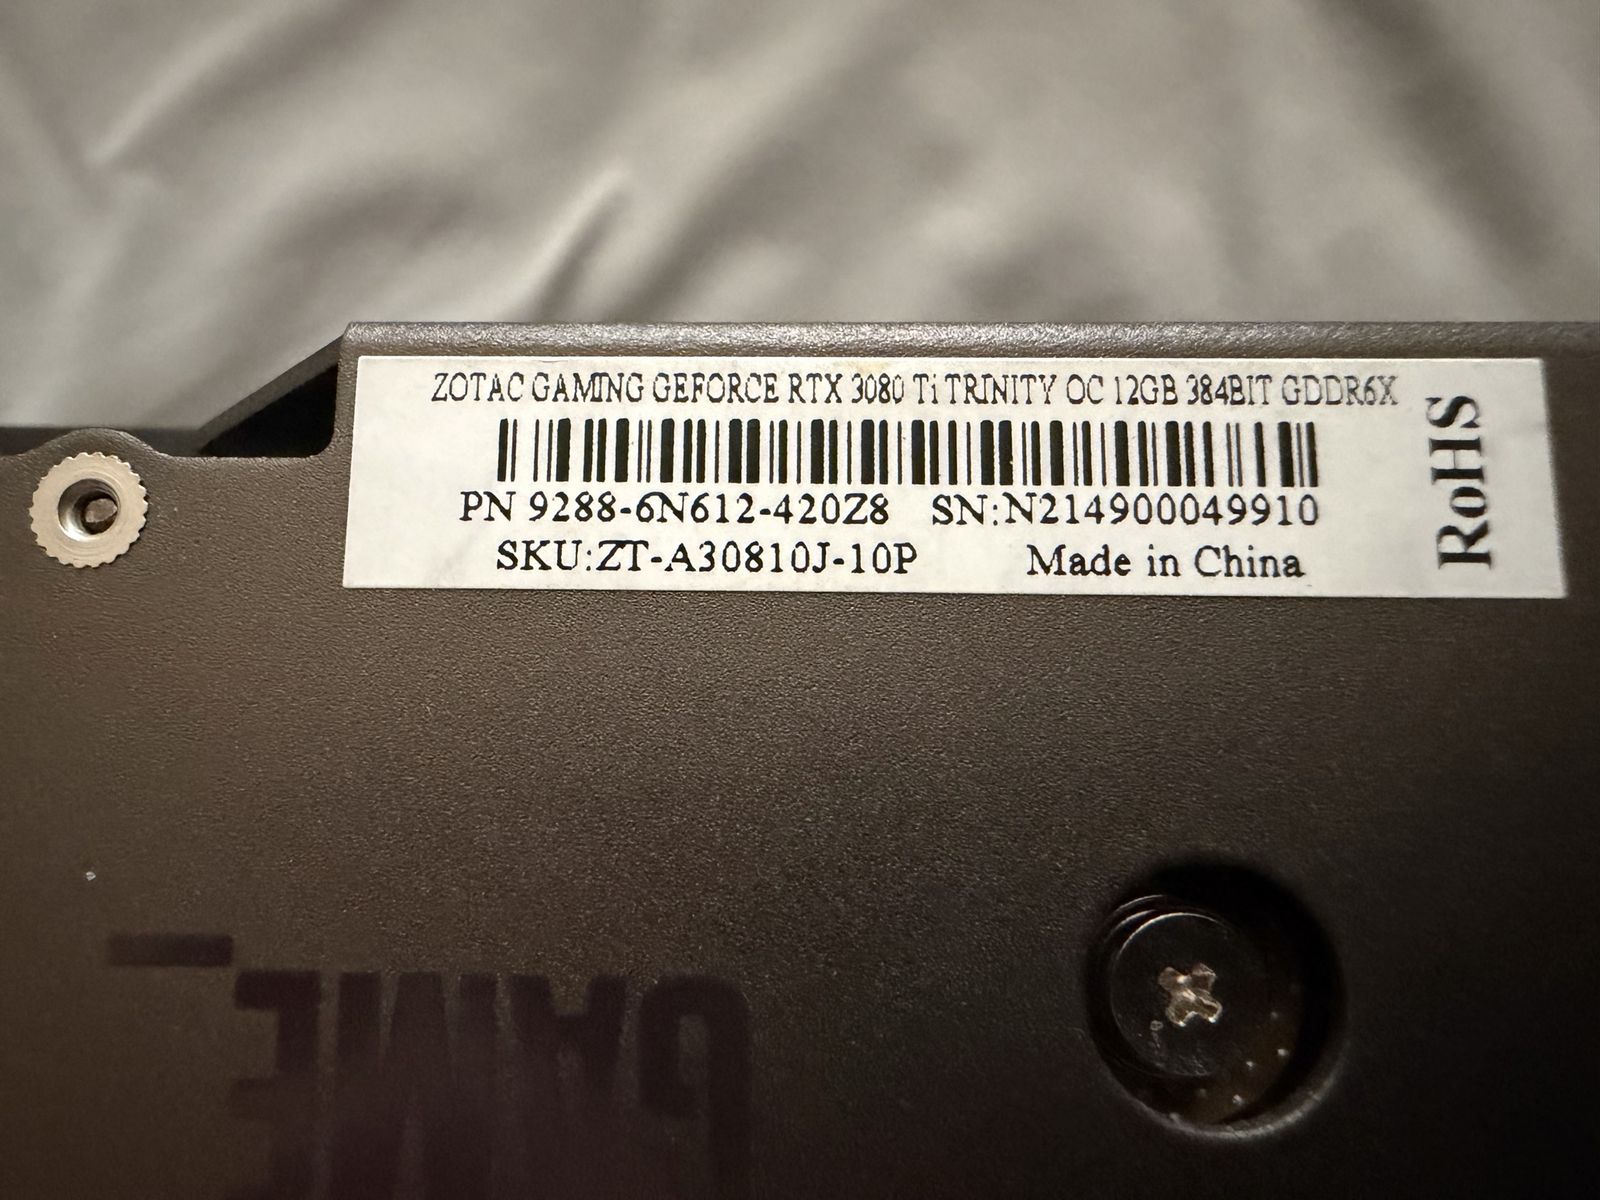 ZOTAC GAMING GEFORCE RTX 3080 Ti TRINITY OC 12GB 384BIT GDDR6X
PN 9288-6N612-420Z8 SN:N214900049910
SKU:ZT-A30810J-10P Made in China
RoHS
GAME